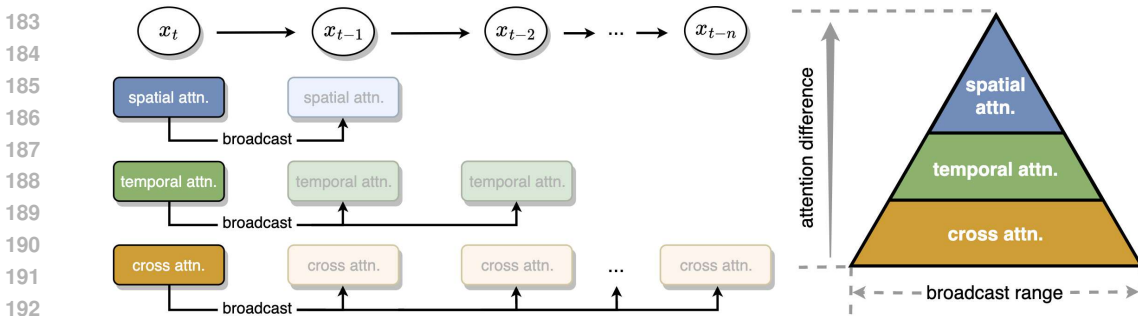 183
184
185
186
187
188
189
190
191
192
x_t x_{t-1} x_{t-2} ... x_{t-n}
spatial attn. spatial attn.
broadcast
temporal attn. temporal attn. temporal attn.
broadcast
cross attn. cross attn. cross attn. ... cross attn.
broadcast
attention difference
spatial
attn.
temporal attn.
cross attn.
broadcast range